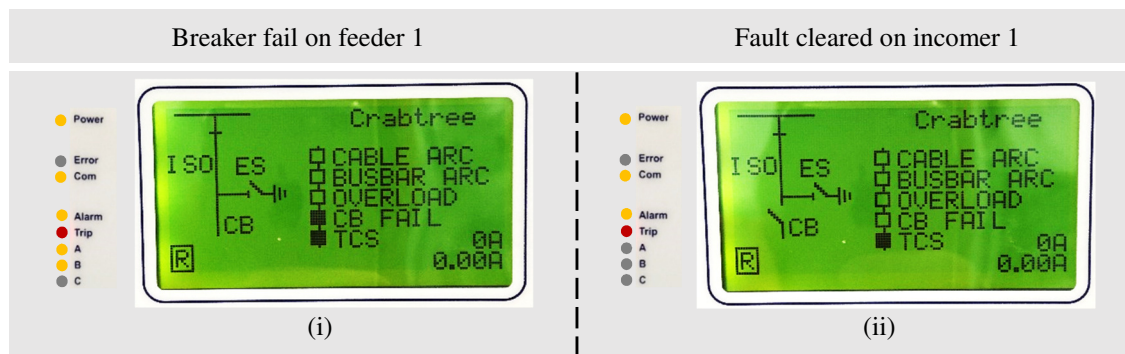 Breaker fail on feeder 1
Fault cleared on incomer 1
Power
Error
Com
Alarm
Trip
A
B
C
Crabtree
ISO
ES
CB
CABLE ARC
BUSBAR ARC
OVERLOAD
CB FAIL
TCS
0A
0.00A
R
(i)
Power
Error
Com
Alarm
Trip
A
B
C
Crabtree
ISO
ES
CB
CABLE ARC
BUSBAR ARC
OVERLOAD
CB FAIL
TCS
0A
0.00A
R
(ii)